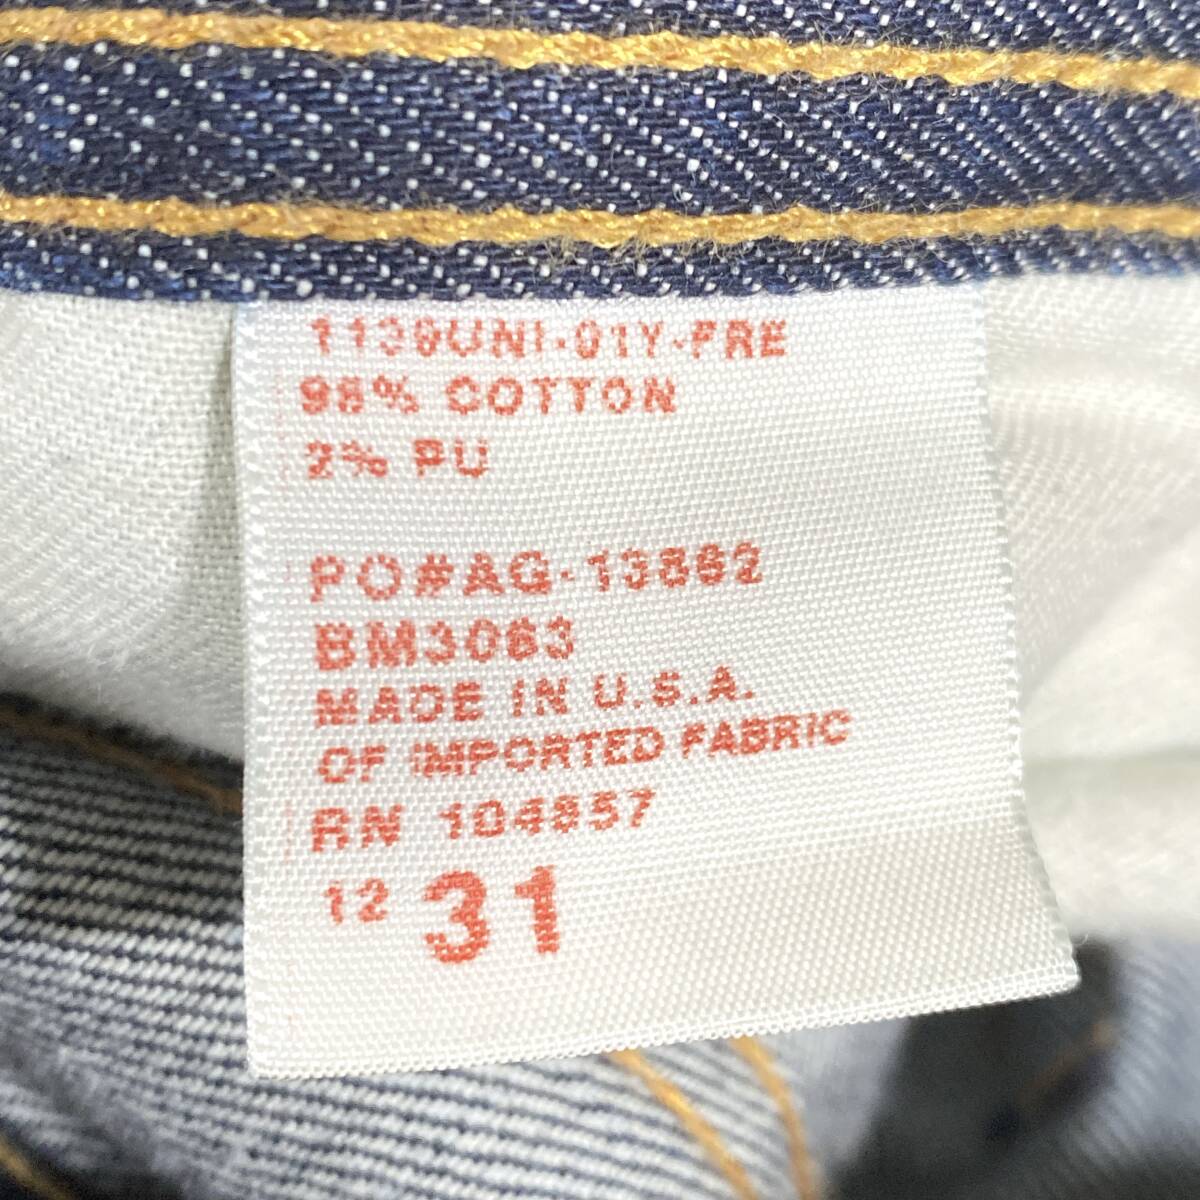 1139UNI-01Y-FRE
98% COTTON
2% PU
PO#AG-13862
BM3063
MADE IN U.S.A.
OF IMPORTED FABRIC
RN 104857
12 31